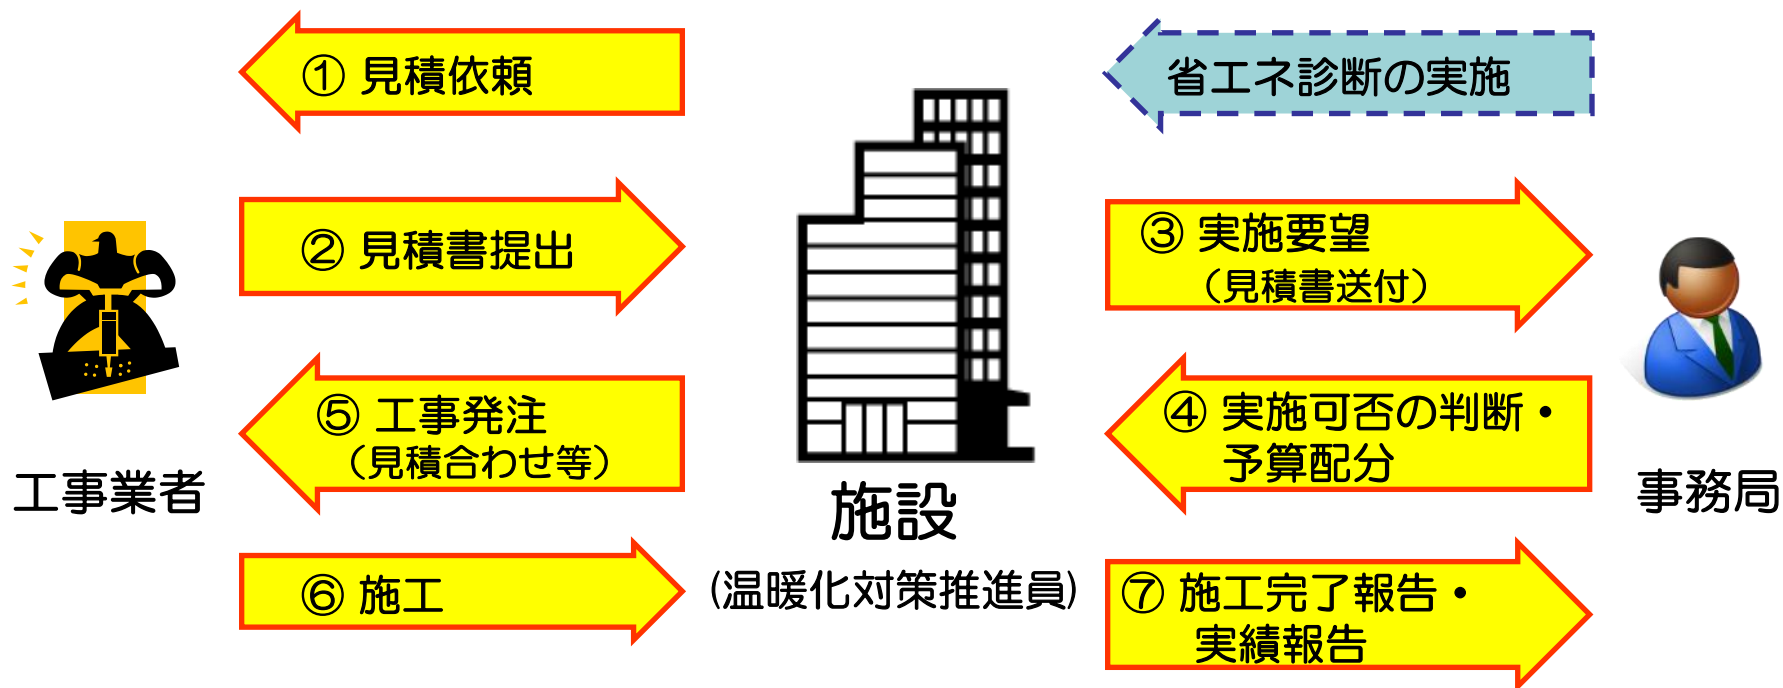 ① 見積依頼
省エネ診断の実施
② 見積書提出
③ 実施要望
（見積書送付）
⑤ 工事発注
（見積合わせ等）
④ 実施可否の判断・
予算配分
工事業者
施設
(温暖化対策推進員)
事務局
⑥ 施工
⑦ 施工完了報告・
実績報告